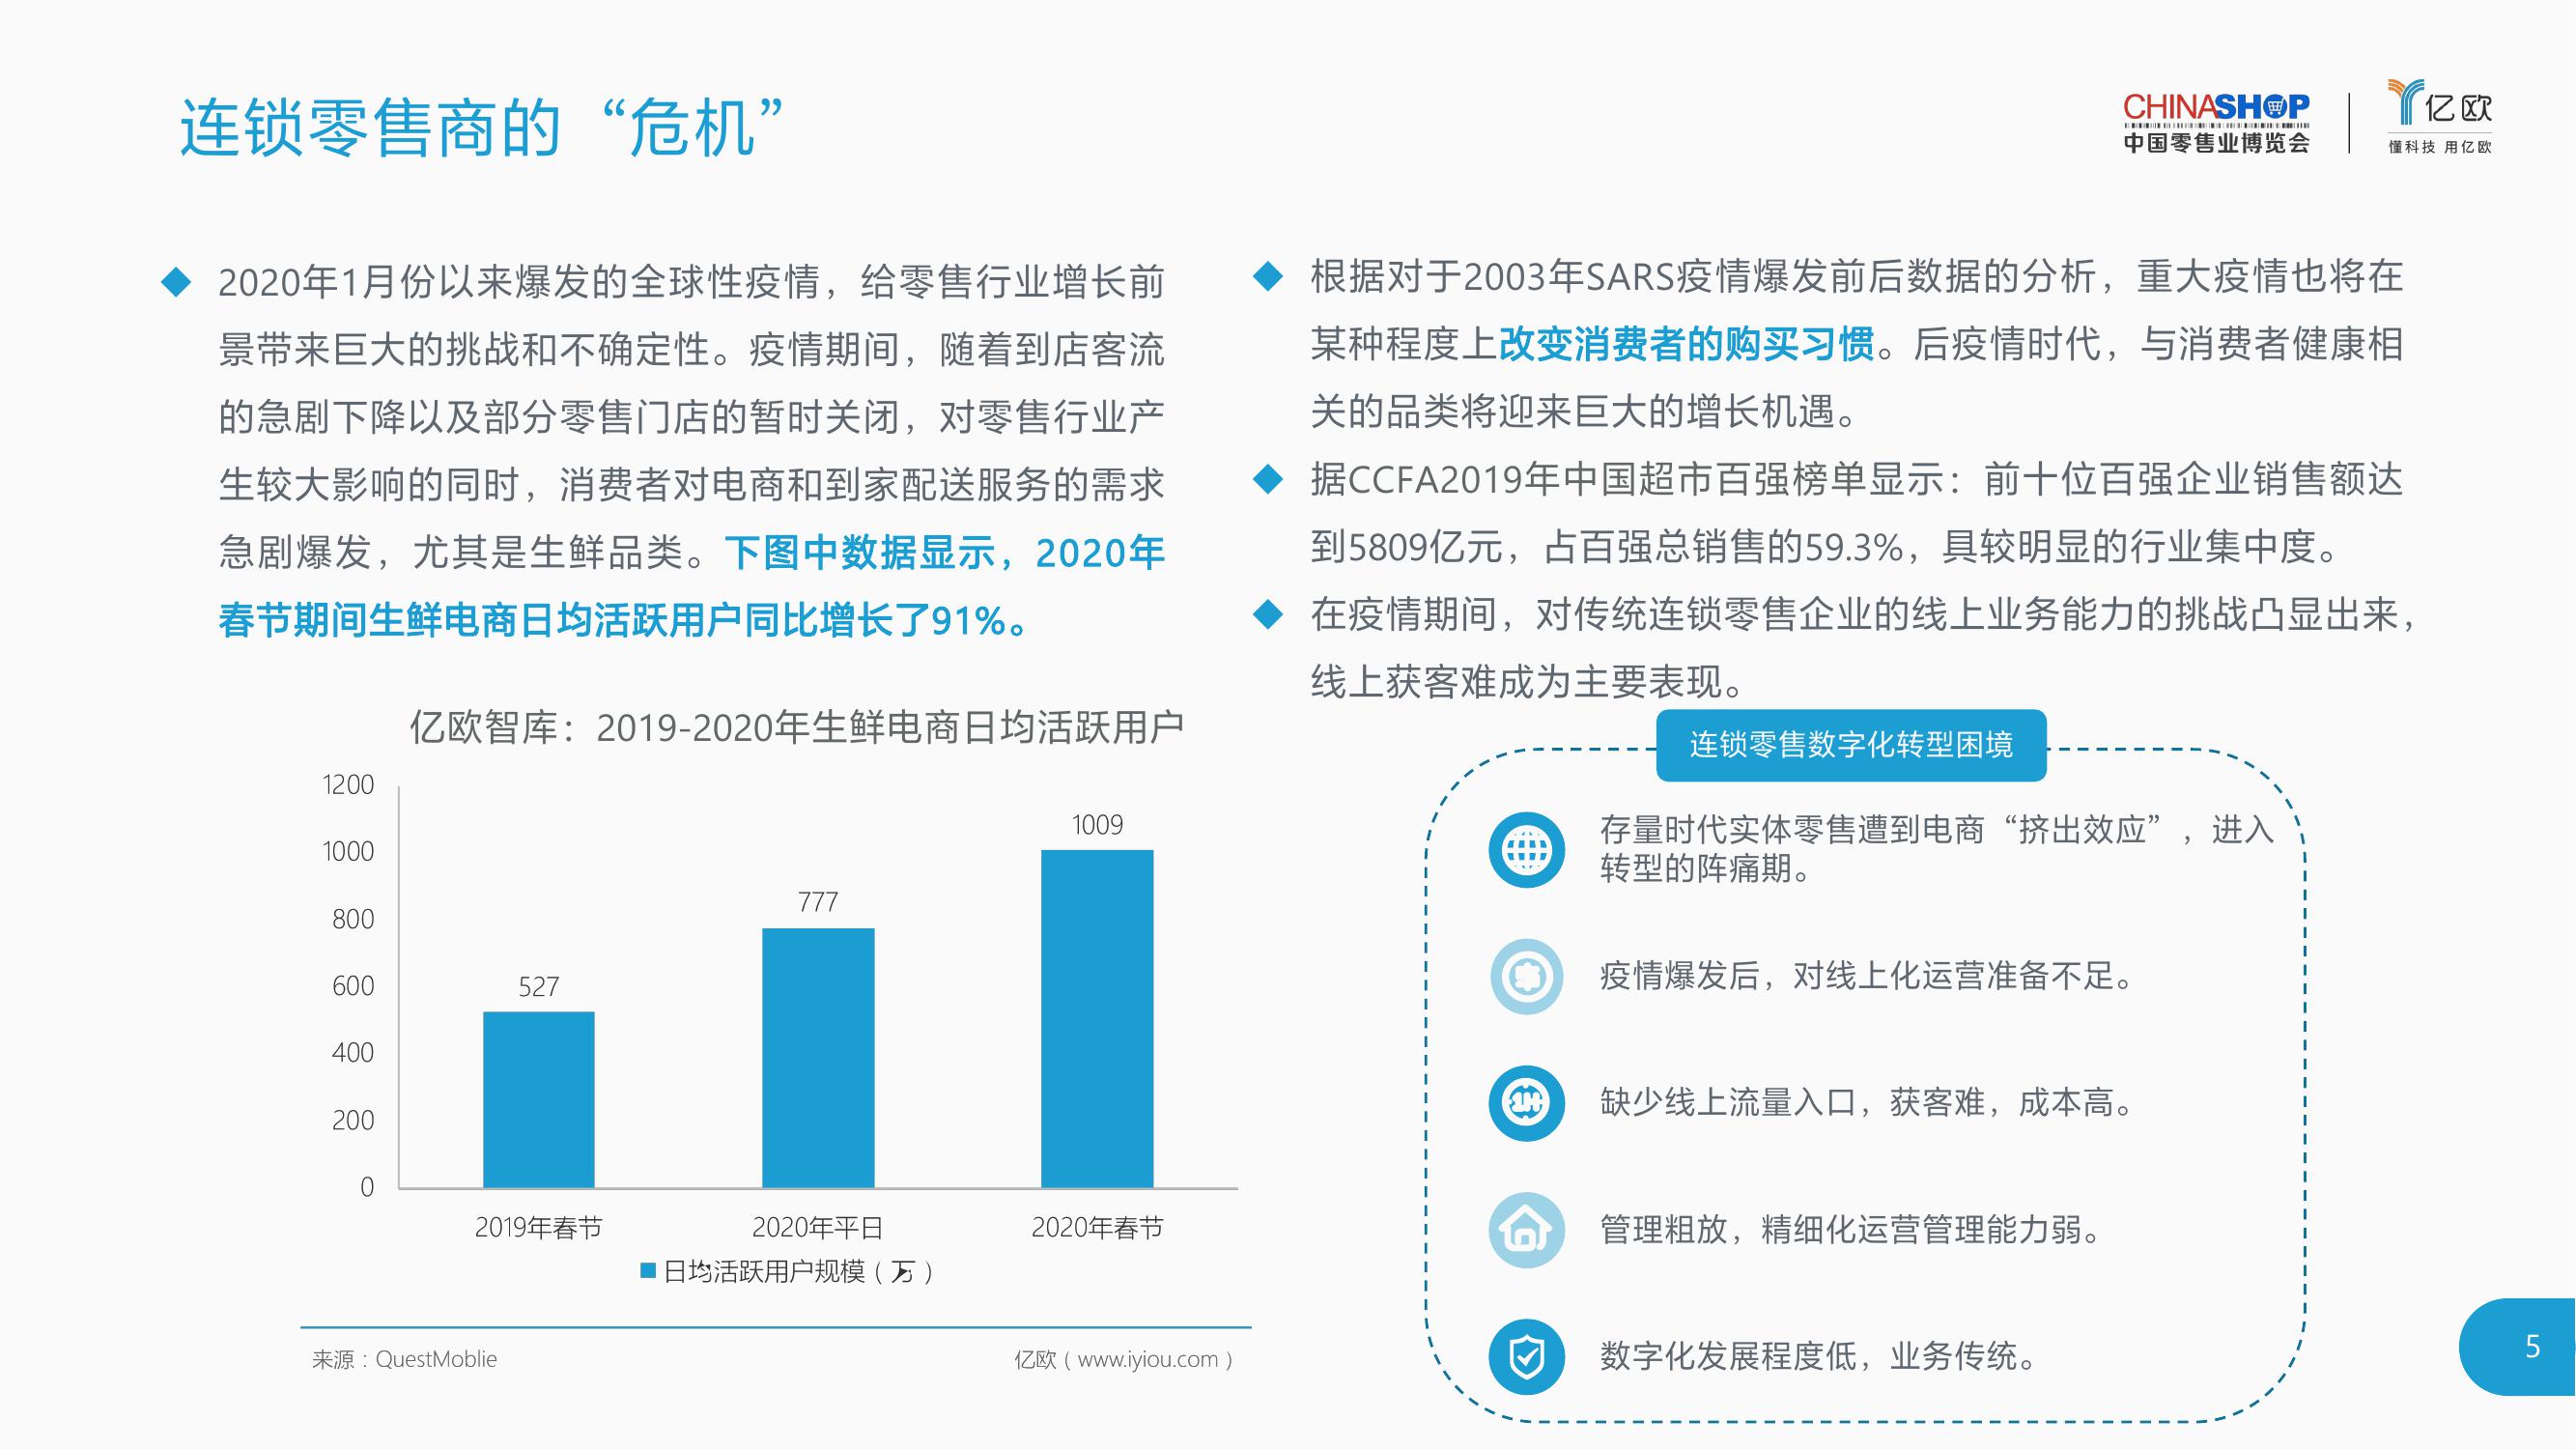 连锁零售商的“危机”
CHINASHOP
中国零售业博览会
亿欧
懂科技 用亿欧
2020年1月份以来爆发的全球性疫情，给零售行业增长前
景带来巨大的挑战和不确定性。疫情期间，随着到店客流
的急剧下降以及部分零售门店的暂时关闭，对零售行业产
生较大影响的同时，消费者对电商和到家配送服务的需求
急剧爆发，尤其是生鲜品类。下图中数据显示，2020年
春节期间生鲜电商日均活跃用户同比增长了91%。
亿欧智库：2019-2020年生鲜电商日均活跃用户
1200
1000
800
600
400
200
0
527
777
1009
2019年春节
2020年平日
2020年春节
日均活跃用户规模（万）
来源：QuestMoblie
亿欧（www.iyiou.com）
根据对于2003年SARS疫情爆发前后数据的分析，重大疫情也将在
某种程度上改变消费者的购买习惯。后疫情时代，与消费者健康相
关的品类将迎来巨大的增长机遇。
据CCFA2019年中国超市百强榜单显示：前十位百强企业销售额达
到5809亿元，占百强总销售的59.3%，具较明显的行业集中度。
在疫情期间，对传统连锁零售企业的线上业务能力的挑战凸显出来，
线上获客难成为主要表现。
连锁零售数字化转型困境
存量时代实体零售遭到电商“挤出效应”，进入
转型的阵痛期。
疫情爆发后，对线上化运营准备不足。
缺少线上流量入口，获客难，成本高。
管理粗放，精细化运营管理能力弱。
数字化发展程度低，业务传统。
5